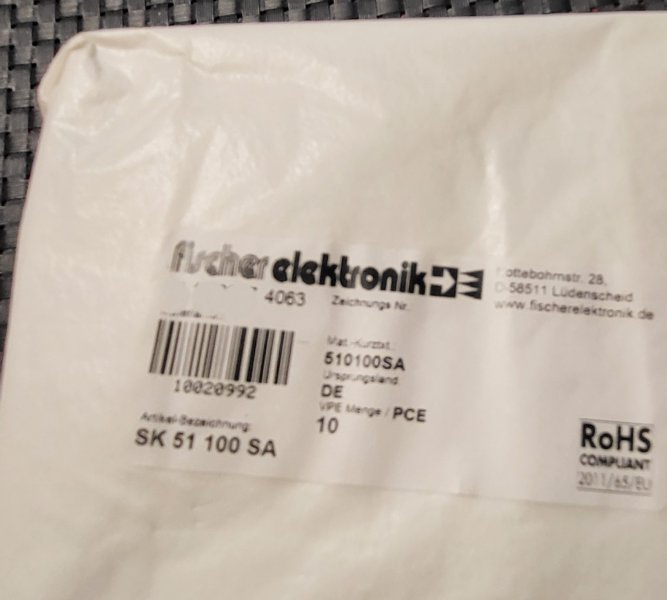 fischer elektronik
Nottebohmstr. 28,
D-58511 Lüdenscheid
www.fischerelektronik.de
4063
Zeichnungs Nr.
Mat.-Kurztxt.:
510100SA
Ursprungsland
DE
10020992
VPE Menge / PCE
10
Artikel-Bezeichnung:
SK 51 100 SA
RoHS
COMPLIANT
2011/65/EU